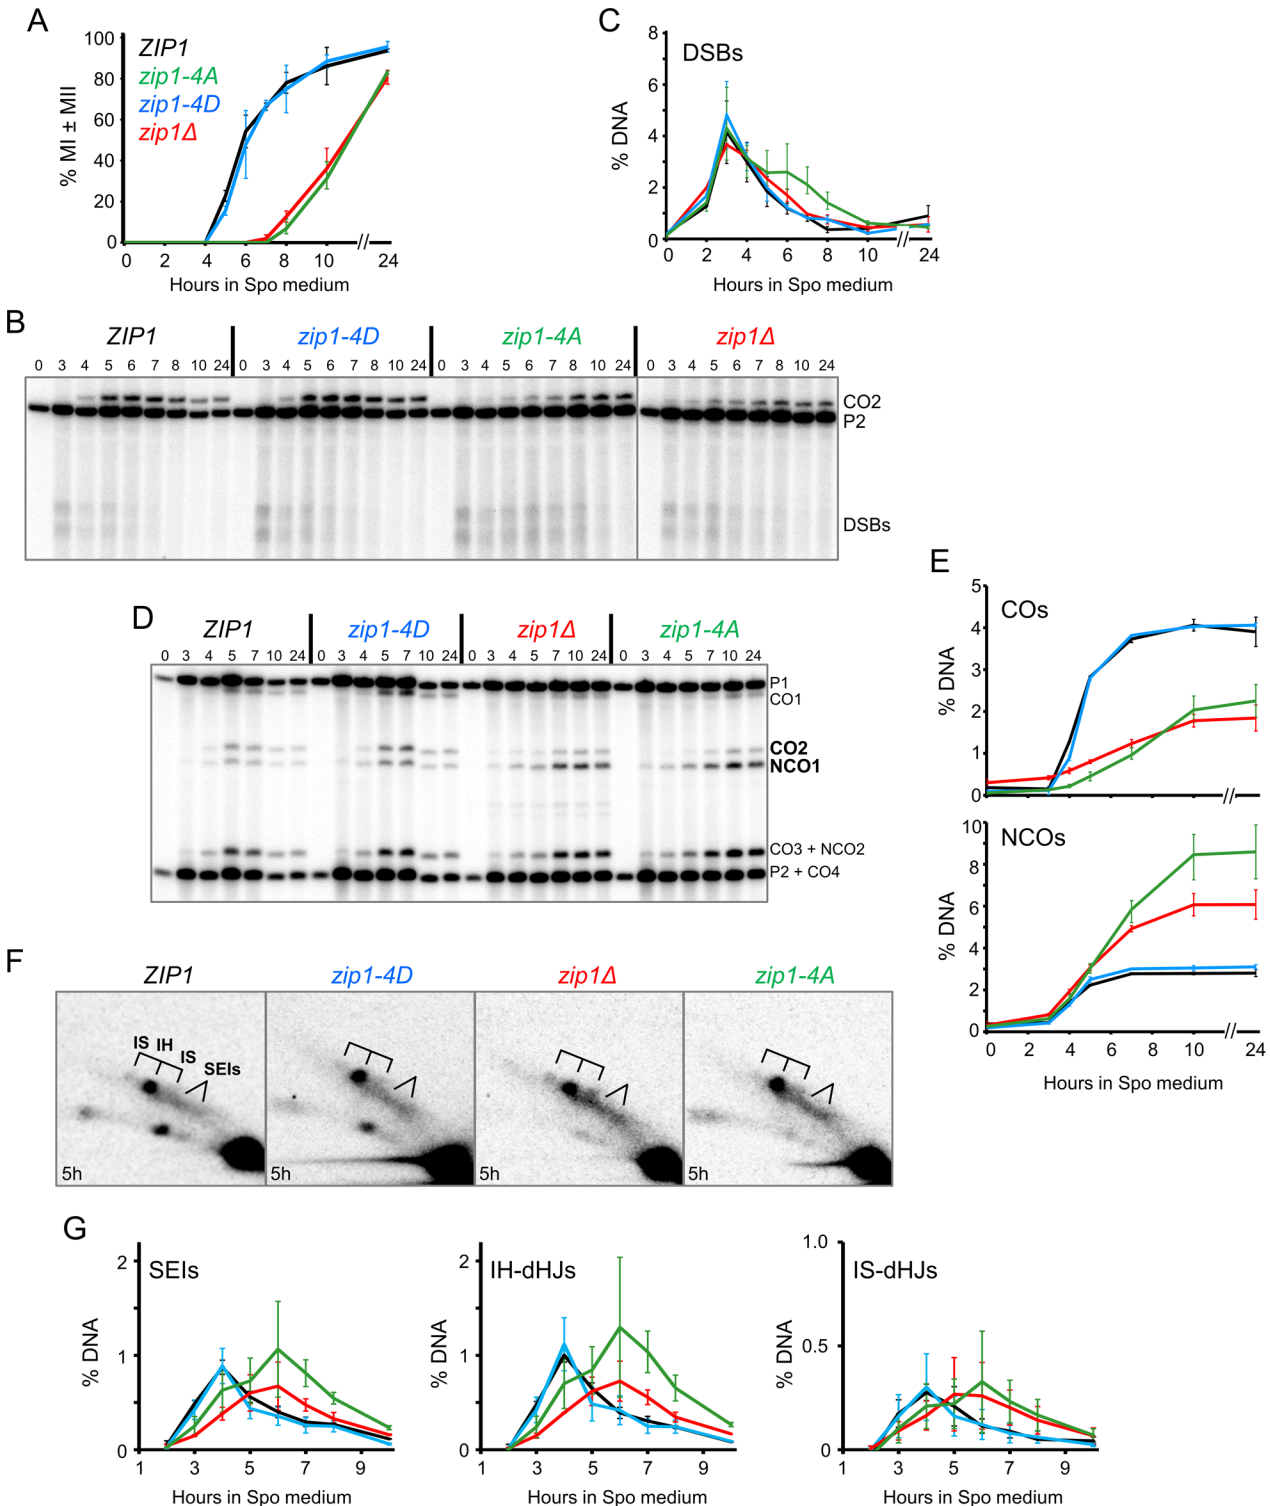 A
100
80
60
40
20
0
% MI ± MII
ZIP1
zip1-4A
zip1-4D
zip1Δ
0 2 4 6 8 10 // 24
Hours in Spo medium
C
8
6
4
2
0
% DNA
DSBs
0 2 4 6 8 10 // 24
Hours in Spo medium
B
ZIP1 zip1-4D zip1-4A zip1Δ
0 3 4 5 6 7 8 10 24 0 3 4 5 6 7 8 10 24 0 3 4 5 6 7 8 10 24 0 3 4 5 6 7 8 10 24
CO2
P2
DSBs
D
ZIP1 zip1-4D zip1Δ zip1-4A
0 3 4 5 7 10 24 0 3 4 5 7 10 24 0 3 4 5 7 10 24 0 3 4 5 7 10 24
P1
CO1
CO2
NCO1
CO3 + NCO2
P2 + CO4
E
5
4
3
2
1
0
% DNA
COs
//
10
8
6
4
2
0
% DNA
NCOs
0 2 4 6 8 10 // 24
Hours in Spo medium
F
ZIP1 zip1-4D zip1Δ zip1-4A
IS IH IS SEIs
5h 5h 5h 5h
G
2
1
0
% DNA
SEIs
1 3 5 7 9
Hours in Spo medium
2
1
0
% DNA
IH-dHJs
1 3 5 7 9
Hours in Spo medium
1.0
0.5
0
% DNA
IS-dHJs
1 3 5 7 9
Hours in Spo medium